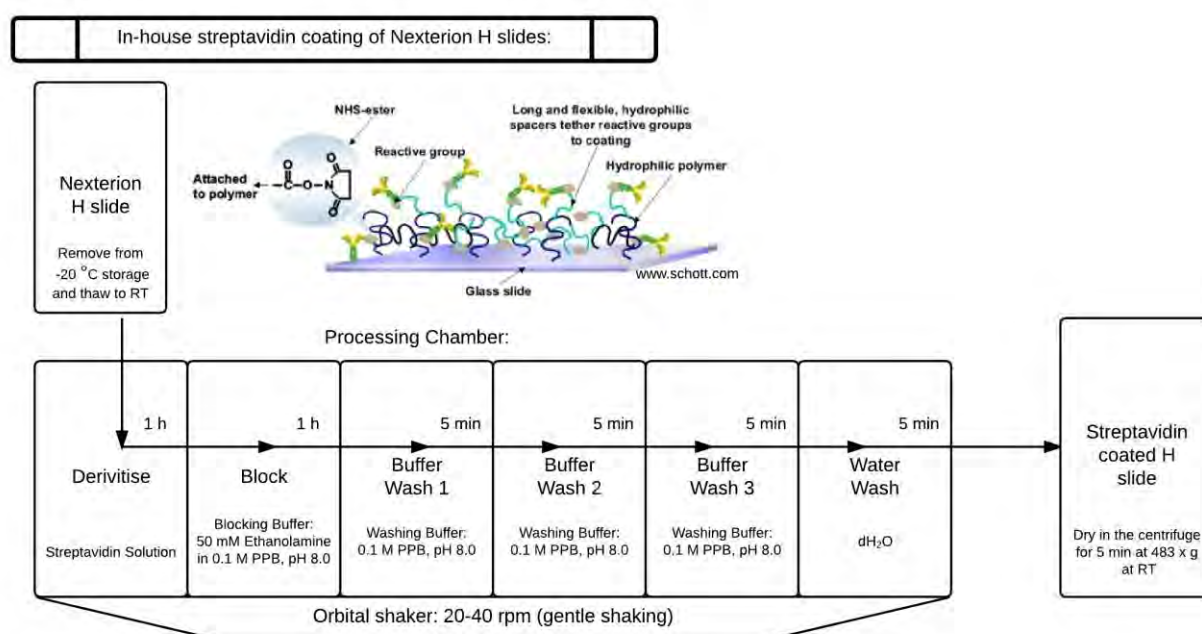 In-house streptavidin coating of Nexterion H slides:
Nexterion
H slide
Remove from
-20 °C storage
and thaw to RT
NHS-ester
Attached
to polymer
O
C
O
N
O
O
Reactive group
Long and flexible, hydrophilic
spacers tether reactive groups
to coating
Hydrophilic polymer
www.schott.com
Glass slide
Processing Chamber:
1 h
Derivitise
Streptavidin Solution
1 h
Block
Blocking Buffer:
50 mM Ethanolamine
in 0.1 M PPB, pH 8.0
5 min
Buffer
Wash 1
Washing Buffer:
0.1 M PPB, pH 8.0
5 min
Buffer
Wash 2
Washing Buffer:
0.1 M PPB, pH 8.0
5 min
Buffer
Wash 3
Washing Buffer:
0.1 M PPB, pH 8.0
5 min
Water
Wash
dH₂O
Streptavidin
coated H
slide
Dry in the centrifuge
for 5 min at 483 x g
at RT
Orbital shaker: 20-40 rpm (gentle shaking)